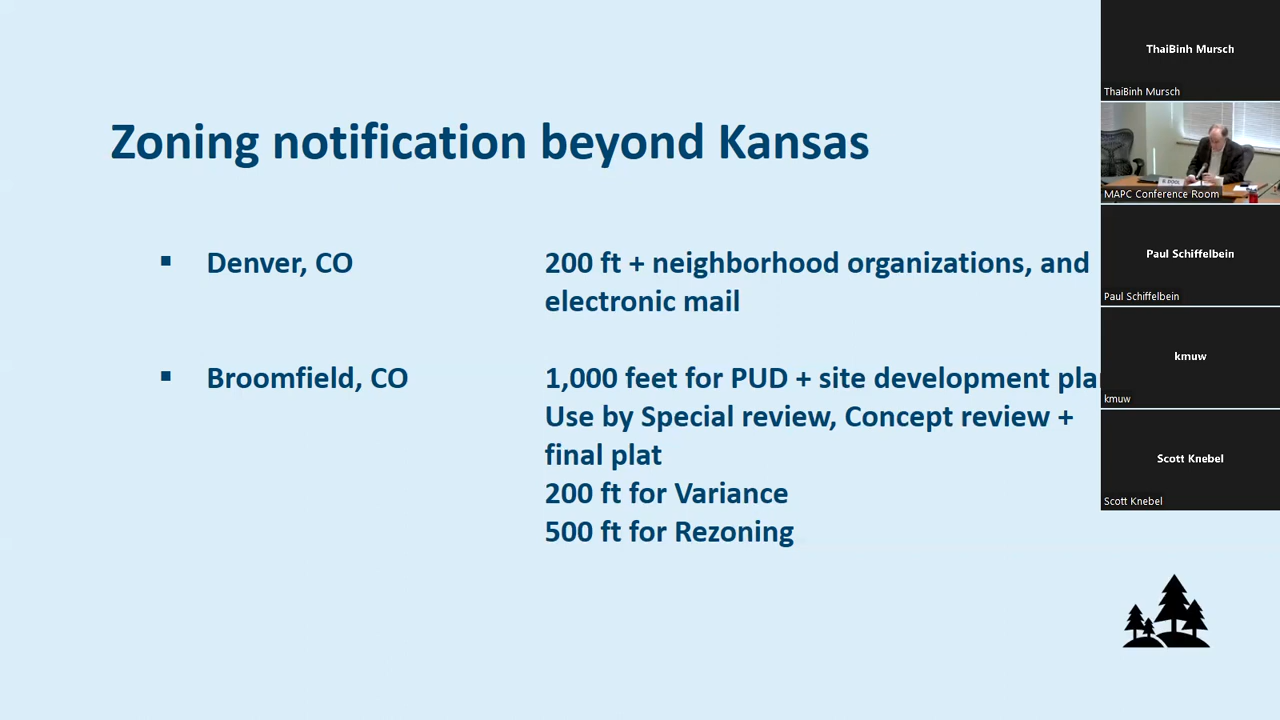 Zoning notification beyond Kansas
▪ Denver, CO
200 ft + neighborhood organizations, and
electronic mail
▪ Broomfield, CO
1,000 feet for PUD + site development
Use by Special review, Concept review +
final plat
200 ft for Variance
500 ft for Rezoning
ThaiBinh Mursch
ThaiBinh Mursch
MAPC Conference Room
Paul Schiffelbein
Paul Schiffelbein
kmuw
kmuw
Scott Knebel
Scott Knebel